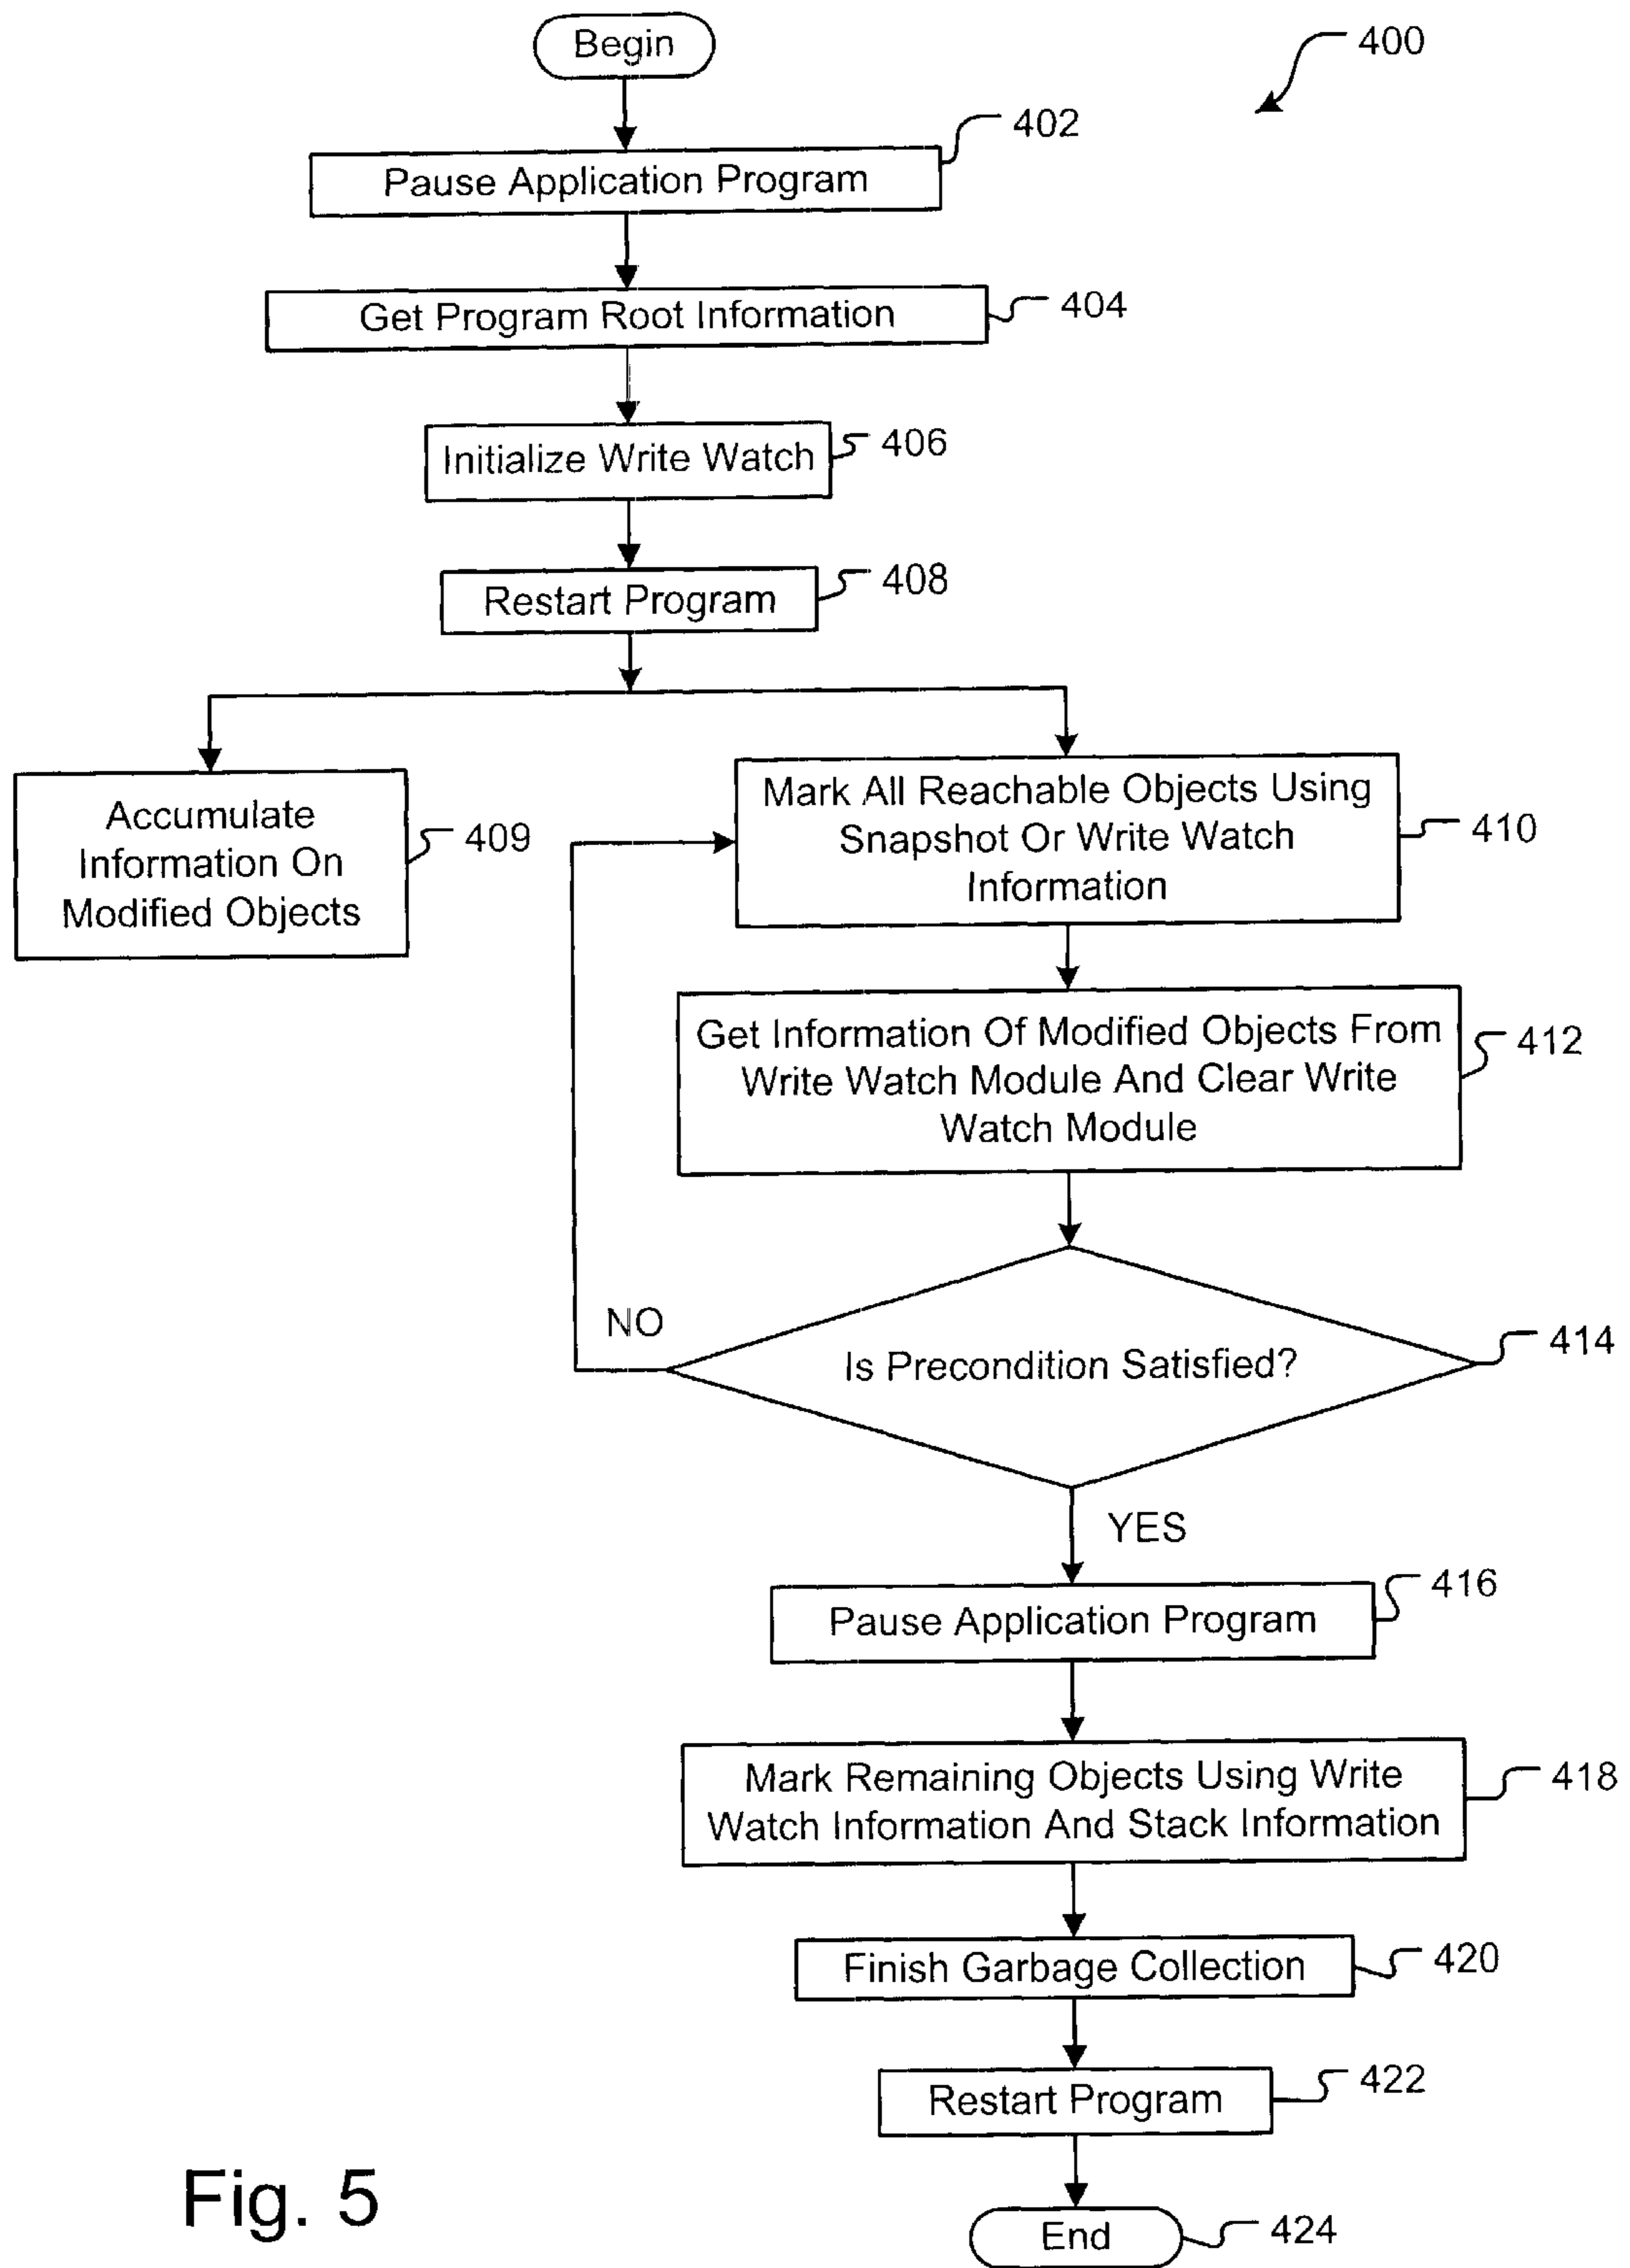 Begin
400
402
Pause Application Program
Get Program Root Information
404
Initialize Write Watch
406
Restart Program
408
Accumulate
Information On
Modified Objects
409
Mark All Reachable Objects Using
Snapshot Or Write Watch
Information
410
Get Information Of Modified Objects From
Write Watch Module And Clear Write
Watch Module
412
NO
Is Precondition Satisfied?
414
YES
Pause Application Program
416
Mark Remaining Objects Using Write
Watch Information And Stack Information
418
Finish Garbage Collection
420
Restart Program
422
End
424
Fig. 5